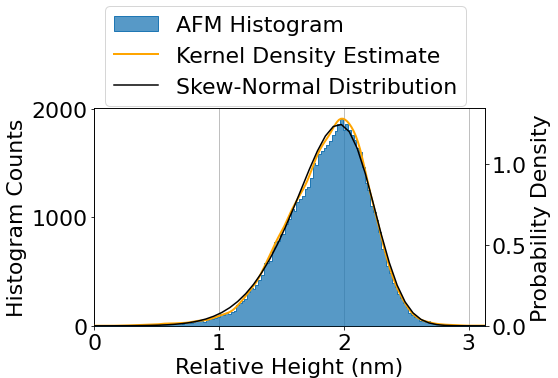 AFM Histogram
Kernel Density Estimate
Skew-Normal Distribution
Histogram Counts
2000
1000
0
Probability Density
1.0
0.5
0.0
0 1 2 3
Relative Height (nm)